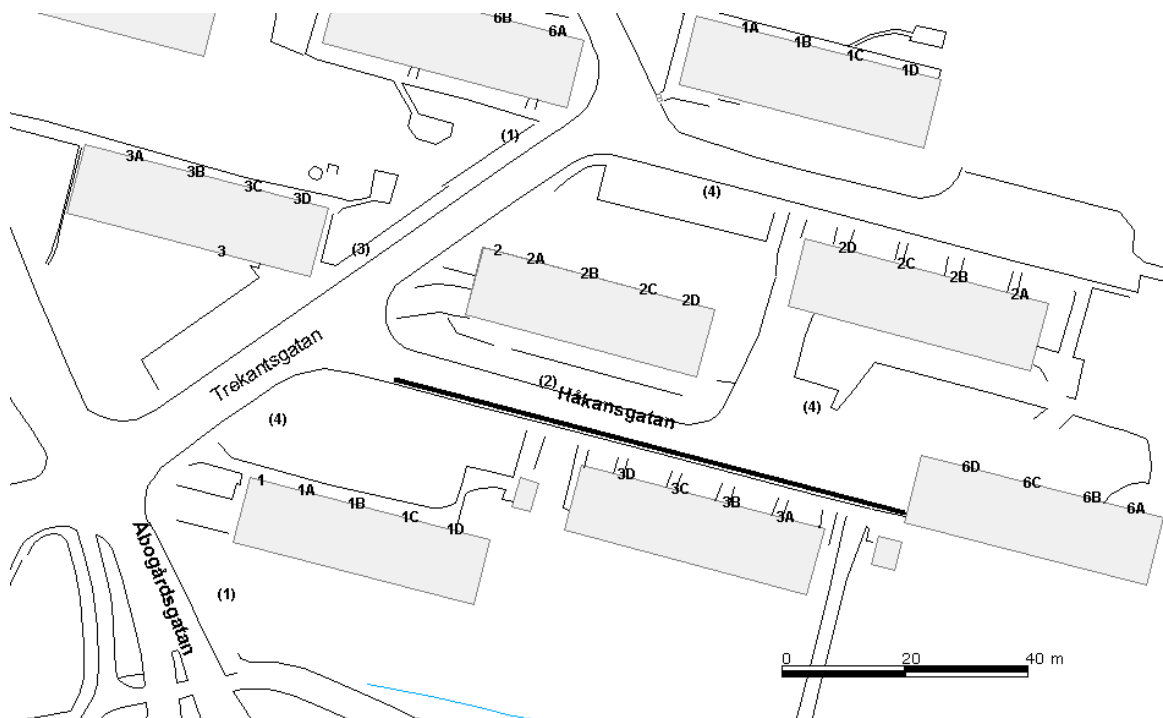 6B
6A
1A
1B
1C
1D
(1)
3A
3B
3C
3D
3
(3)
(4)
2
2A
2B
2C
2D
2D
2C
2B
2A
Trekantsgatan
(2)
Håkansgatan
(4)
(4)
1
1A
1B
1C
1D
3D
3C
3B
3A
6D
6C
6B
6A
Åbogårdsgatan
(1)
0 20 40 m